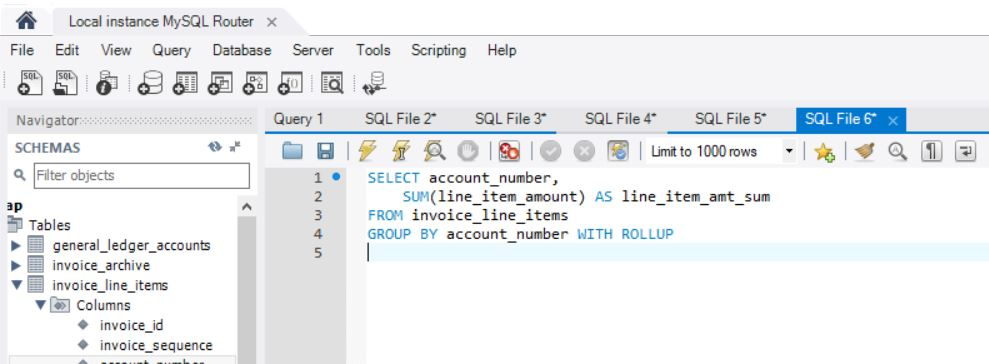 Local instance MySQL Router ×
File Edit View Query Database Server Tools Scripting Help
Navigator
Query 1 SQL File 2* SQL File 3* SQL File 4* SQL File 5* SQL File 6* ×
SCHEMAS
Limit to 1000 rows
Filter objects
ap
Tables
general_ledger_accounts
invoice_archive
invoice_line_items
Columns
invoice_id
invoice_sequence
account_number
1 SELECT account_number,
2 SUM(line_item_amount) AS line_item_amt_sum
3 FROM invoice_line_items
4 GROUP BY account_number WITH ROLLUP
5